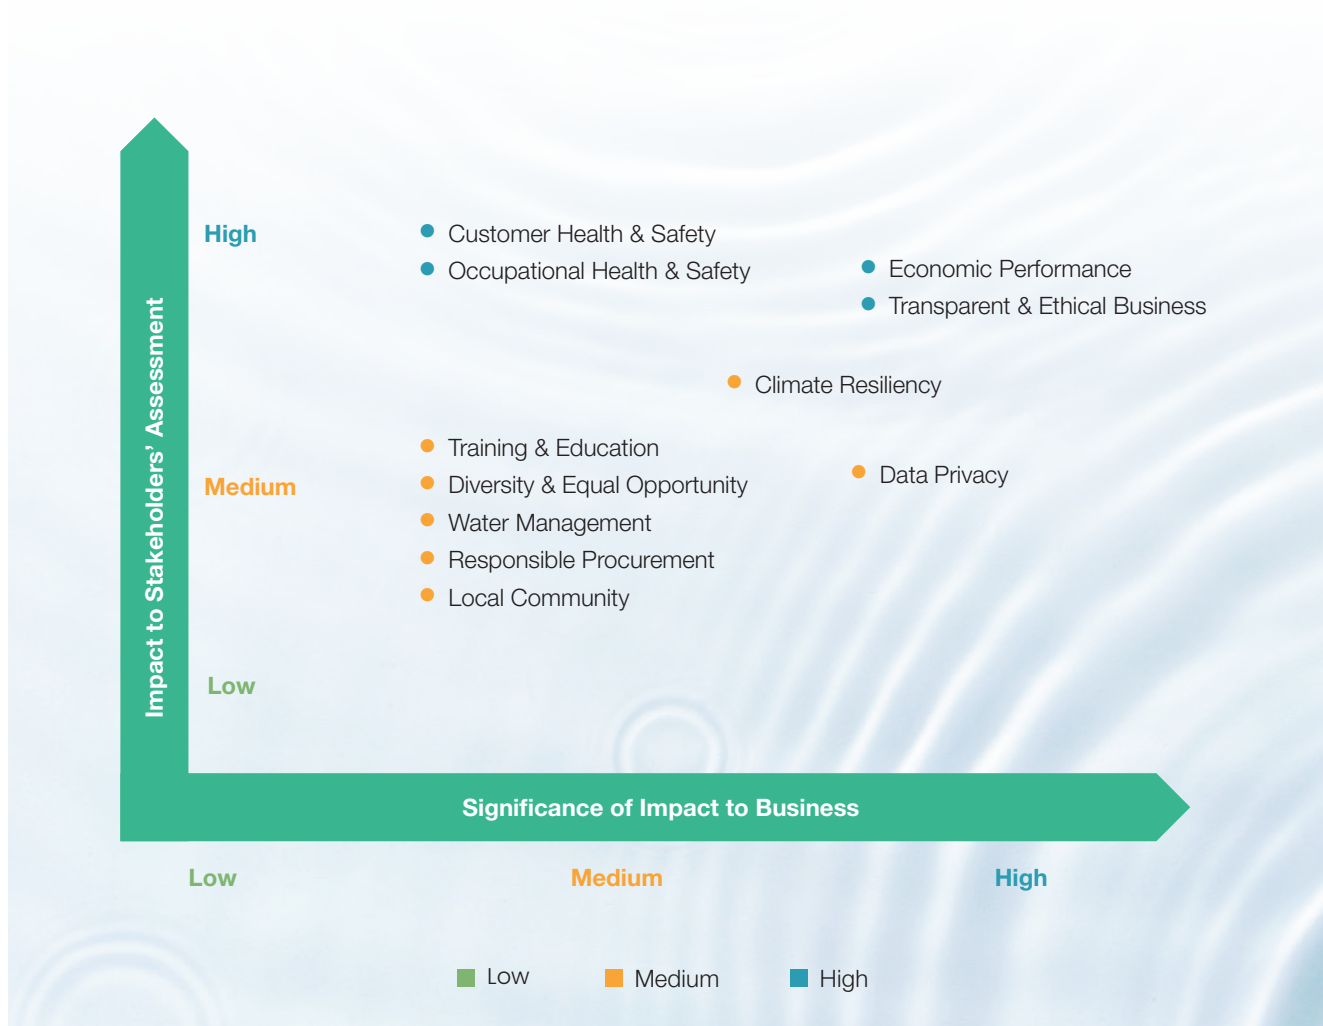 Impact to Stakeholders’ Assessment
High
Medium
Low
Customer Health & Safety
Occupational Health & Safety
Economic Performance
Transparent & Ethical Business
Climate Resiliency
Training & Education
Diversity & Equal Opportunity
Water Management
Responsible Procurement
Local Community
Data Privacy
Significance of Impact to Business
Low
Medium
High
Low
Medium
High